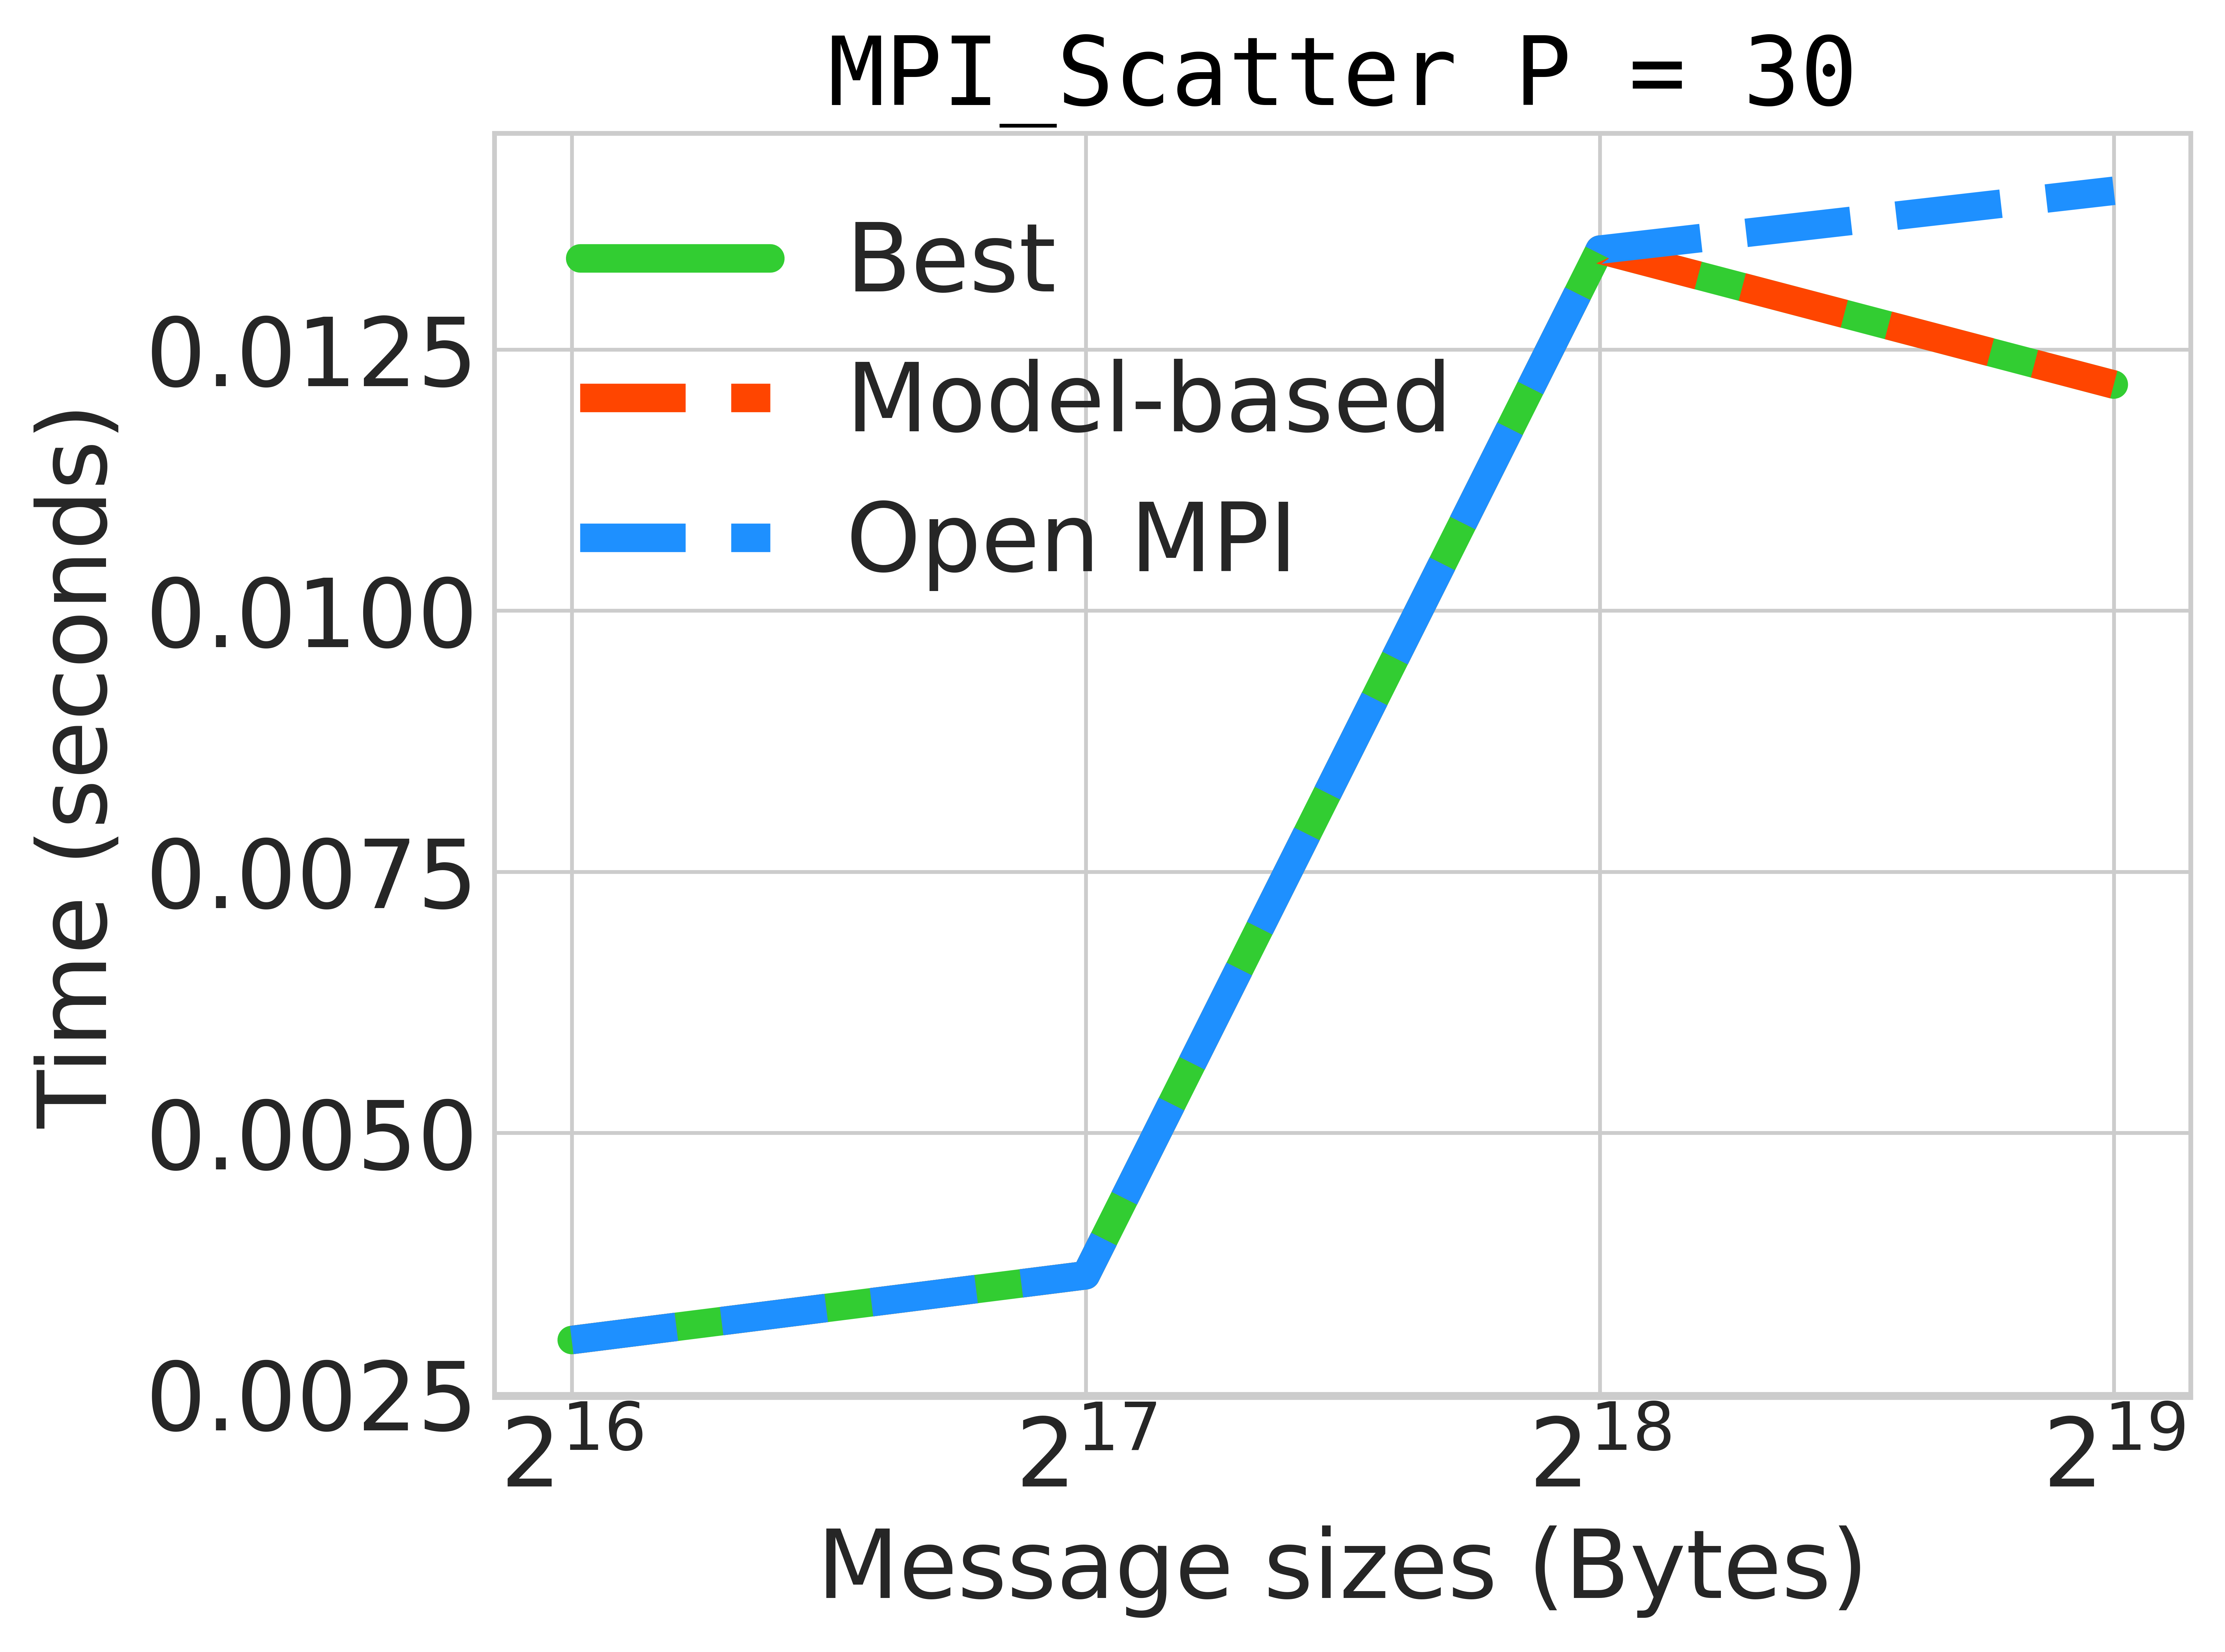 MPI_Scatter P = 30
Best
Model-based
Open MPI
Time (seconds)
0.0125
0.0100
0.0075
0.0050
0.0025
2^16 2^17 2^18 2^19
Message sizes (Bytes)